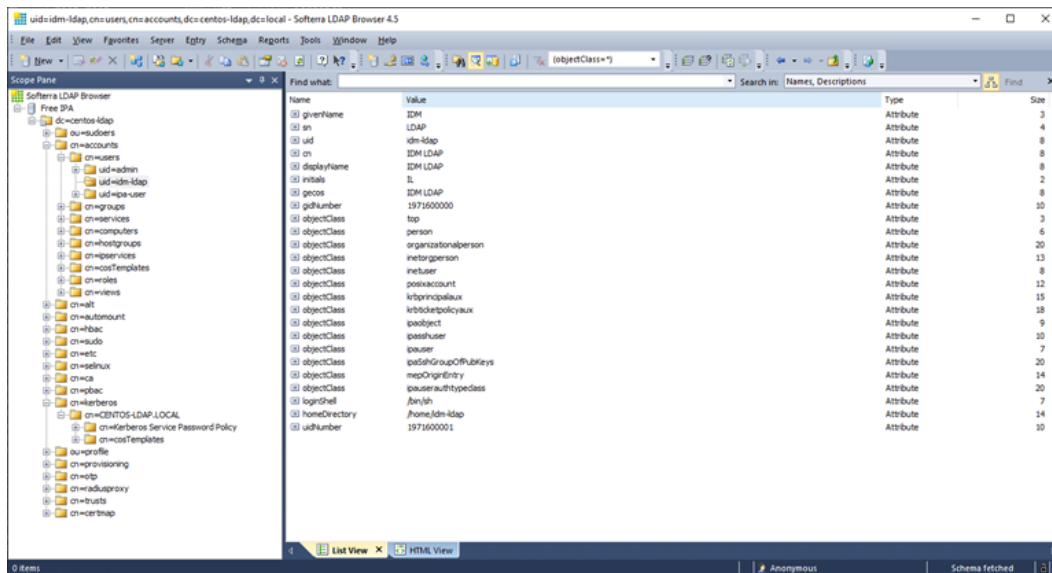 uid=idm-ldap,cn=users,cn=accounts,dc=centos-ldap,dc=local - Softerra LDAP Browser 4.5
File Edit View Favorites Server Entry Schema Reports Tools Window Help
New (objectClass=*)
Scope Pane
Find what: Search in: Names, Descriptions Find
Softerra LDAP Browser
Free IPA
dc=centos-ldap
ou=sudoers
cn=accounts
cn=users
uid=admin
uid=idm-ldap
uid=ipa-user
cn=groups
cn=services
cn=computers
cn=hostgroups
cn=ipservices
cn=cosTemplates
cn=roles
cn=views
cn=alt
cn=automount
cn=hbac
cn=sudo
cn=etc
cn=selinux
cn=ca
cn=pbac
cn=kerberos
cn=CENTOS-LDAP.LOCAL
cn=Kerberos Service Password Policy
cn=cosTemplates
ou=profile
cn=provisioning
cn=otp
cn=radiusproxy
cn=trusts
cn=certmap
Name Value Type Size
givenName IDM Attribute 3
sn LDAP Attribute 4
uid idm-ldap Attribute 8
cn IDM LDAP Attribute 8
displayName IDM LDAP Attribute 8
initials IL Attribute 2
gecos IDM LDAP Attribute 8
gidNumber 1971600000 Attribute 10
objectClass top Attribute 3
objectClass person Attribute 6
objectClass organizationalperson Attribute 20
objectClass inetorgperson Attribute 13
objectClass inetuser Attribute 8
objectClass posixaccount Attribute 12
objectClass krbprincipalaux Attribute 15
objectClass krbticketpolicyaux Attribute 18
objectClass ipaobject Attribute 9
objectClass ipasshuser Attribute 10
objectClass ipauser Attribute 7
objectClass ipaSshGroupOfPubKeys Attribute 20
objectClass mepOriginEntry Attribute 14
objectClass ipauserauthtypeclass Attribute 20
loginShell /bin/sh Attribute 7
homeDirectory /home/idm-ldap Attribute 14
uidNumber 1971600001 Attribute 10
List View HTML View
0 items Anonymous Schema fetched